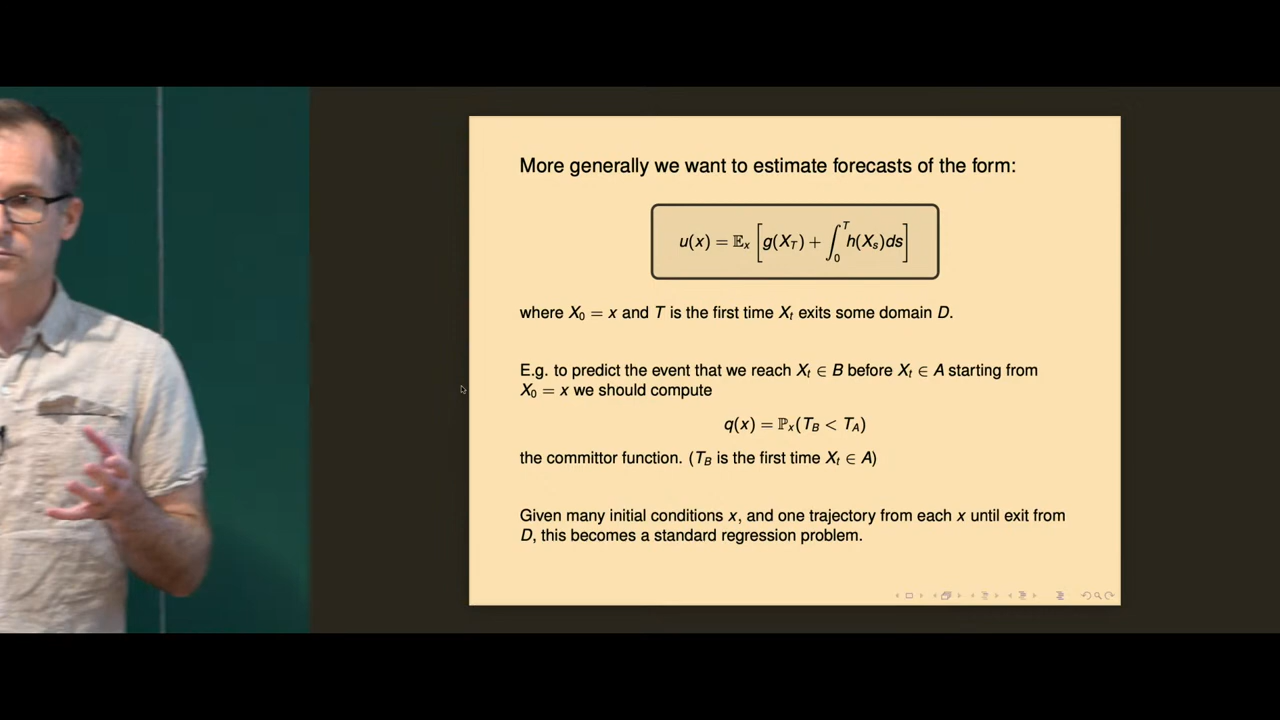 More generally we want to estimate forecasts of the form:
u(x) = 𝔼ₓ [g(X_T) + ∫₀ᵀ h(Xₛ)ds]
where X₀ = x and T is the first time Xₜ exits some domain D.
E.g. to predict the event that we reach Xₜ ∈ B before Xₜ ∈ A starting from
X₀ = x we should compute
q(x) = ℙₓ(T_B < T_A)
the committor function. (T_B is the first time Xₜ ∈ A)
Given many initial conditions x, and one trajectory from each x until exit from
D, this becomes a standard regression problem.